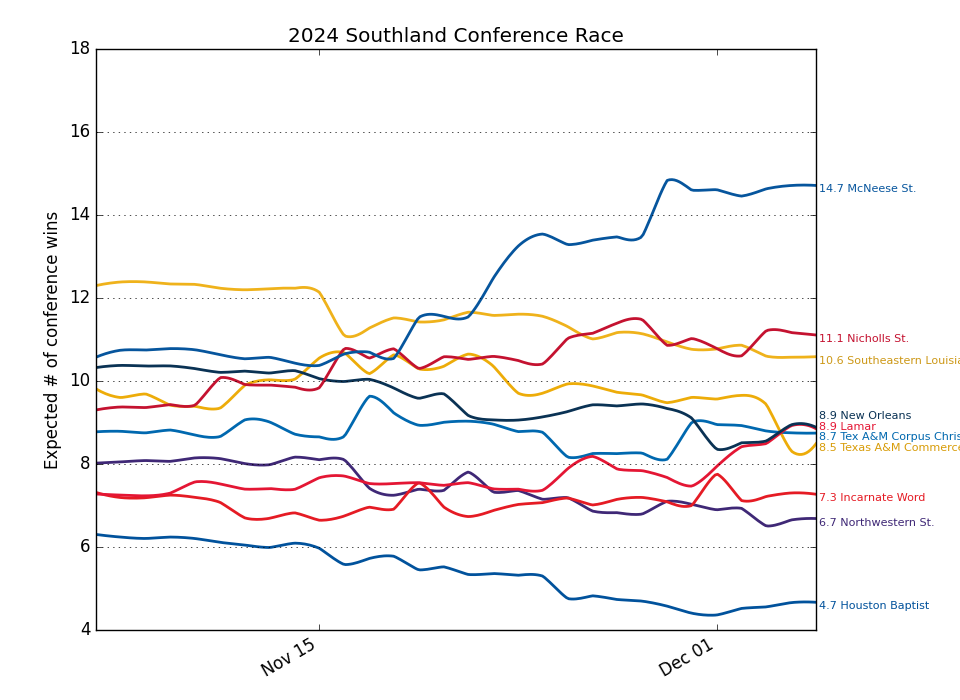 2024 Southland Conference Race
Expected # of conference wins
18
16
14
12
10
8
6
4
Nov 15
Dec 01
14.7 McNeese St.
11.1 Nicholls St.
10.6 Southeastern Louisia
8.9 New Orleans
8.9 Lamar
8.7 Tex A&M Corpus Chris
8.5 Texas A&M Commerce
7.3 Incarnate Word
6.7 Northwestern St.
4.7 Houston Baptist